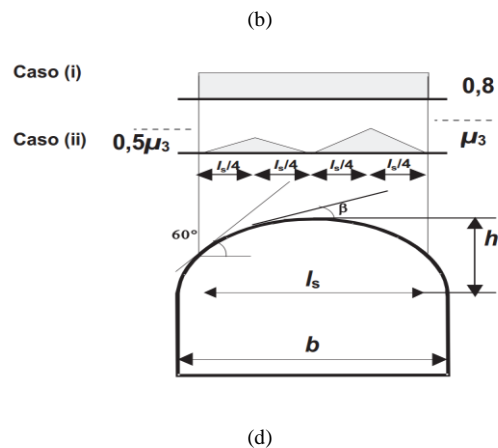 (b)
Caso (i)
0,8
Caso (ii)
0,5μ₃
μ₃
lₛ/4 lₛ/4 lₛ/4 lₛ/4
β
60°
h
lₛ
b
(d)